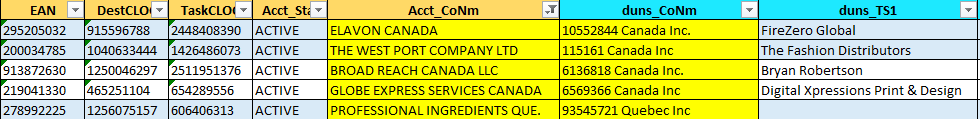 EAN DestCLO TaskCLO Acct_Sta Acct_CoNm duns_CoNm duns_TS1
295205032 915596788 2448408390 ACTIVE ELAVON CANADA 10552844 Canada Inc. FireZero Global
200034785 1040633444 1426486073 ACTIVE THE WEST PORT COMPANY LTD 115161 Canada Inc The Fashion Distributors
913872630 1250046297 2511951376 ACTIVE BROAD REACH CANADA LLC 6136818 Canada Inc. Bryan Robertson
219041330 465251104 654289556 ACTIVE GLOBE EXPRESS SERVICES CANADA 6569366 Canada Inc Digital Xpressions Print & Design
278992225 1256075157 606406313 ACTIVE PROFESSIONAL INGREDIENTS QUE. 93545721 Quebec Inc